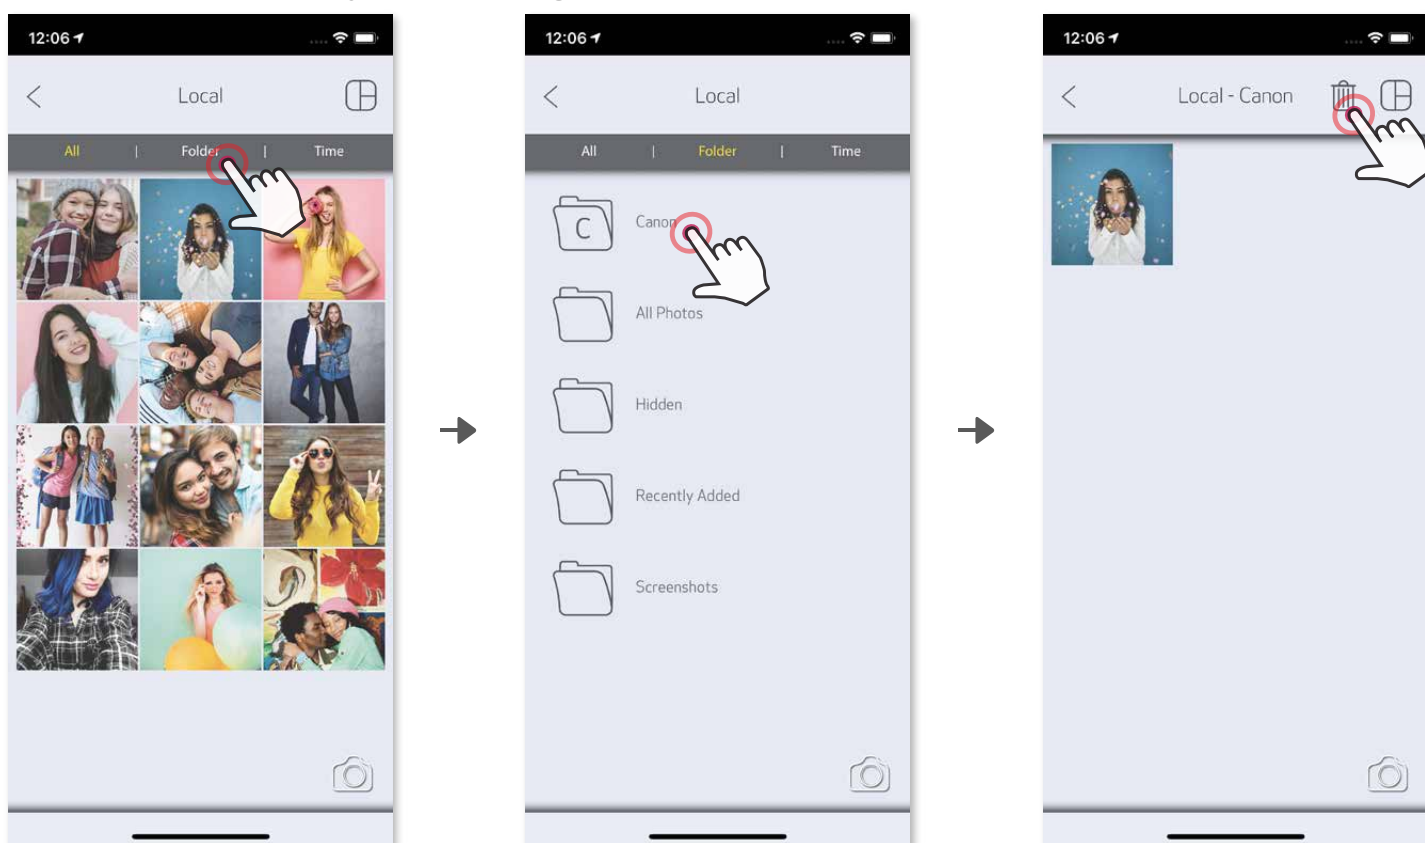 12:06
Local
All | Folder | Time
12:06
Local
All | Folder | Time
C
Canon
All Photos
Hidden
Recently Added
Screenshots
12:06
Local - Canon